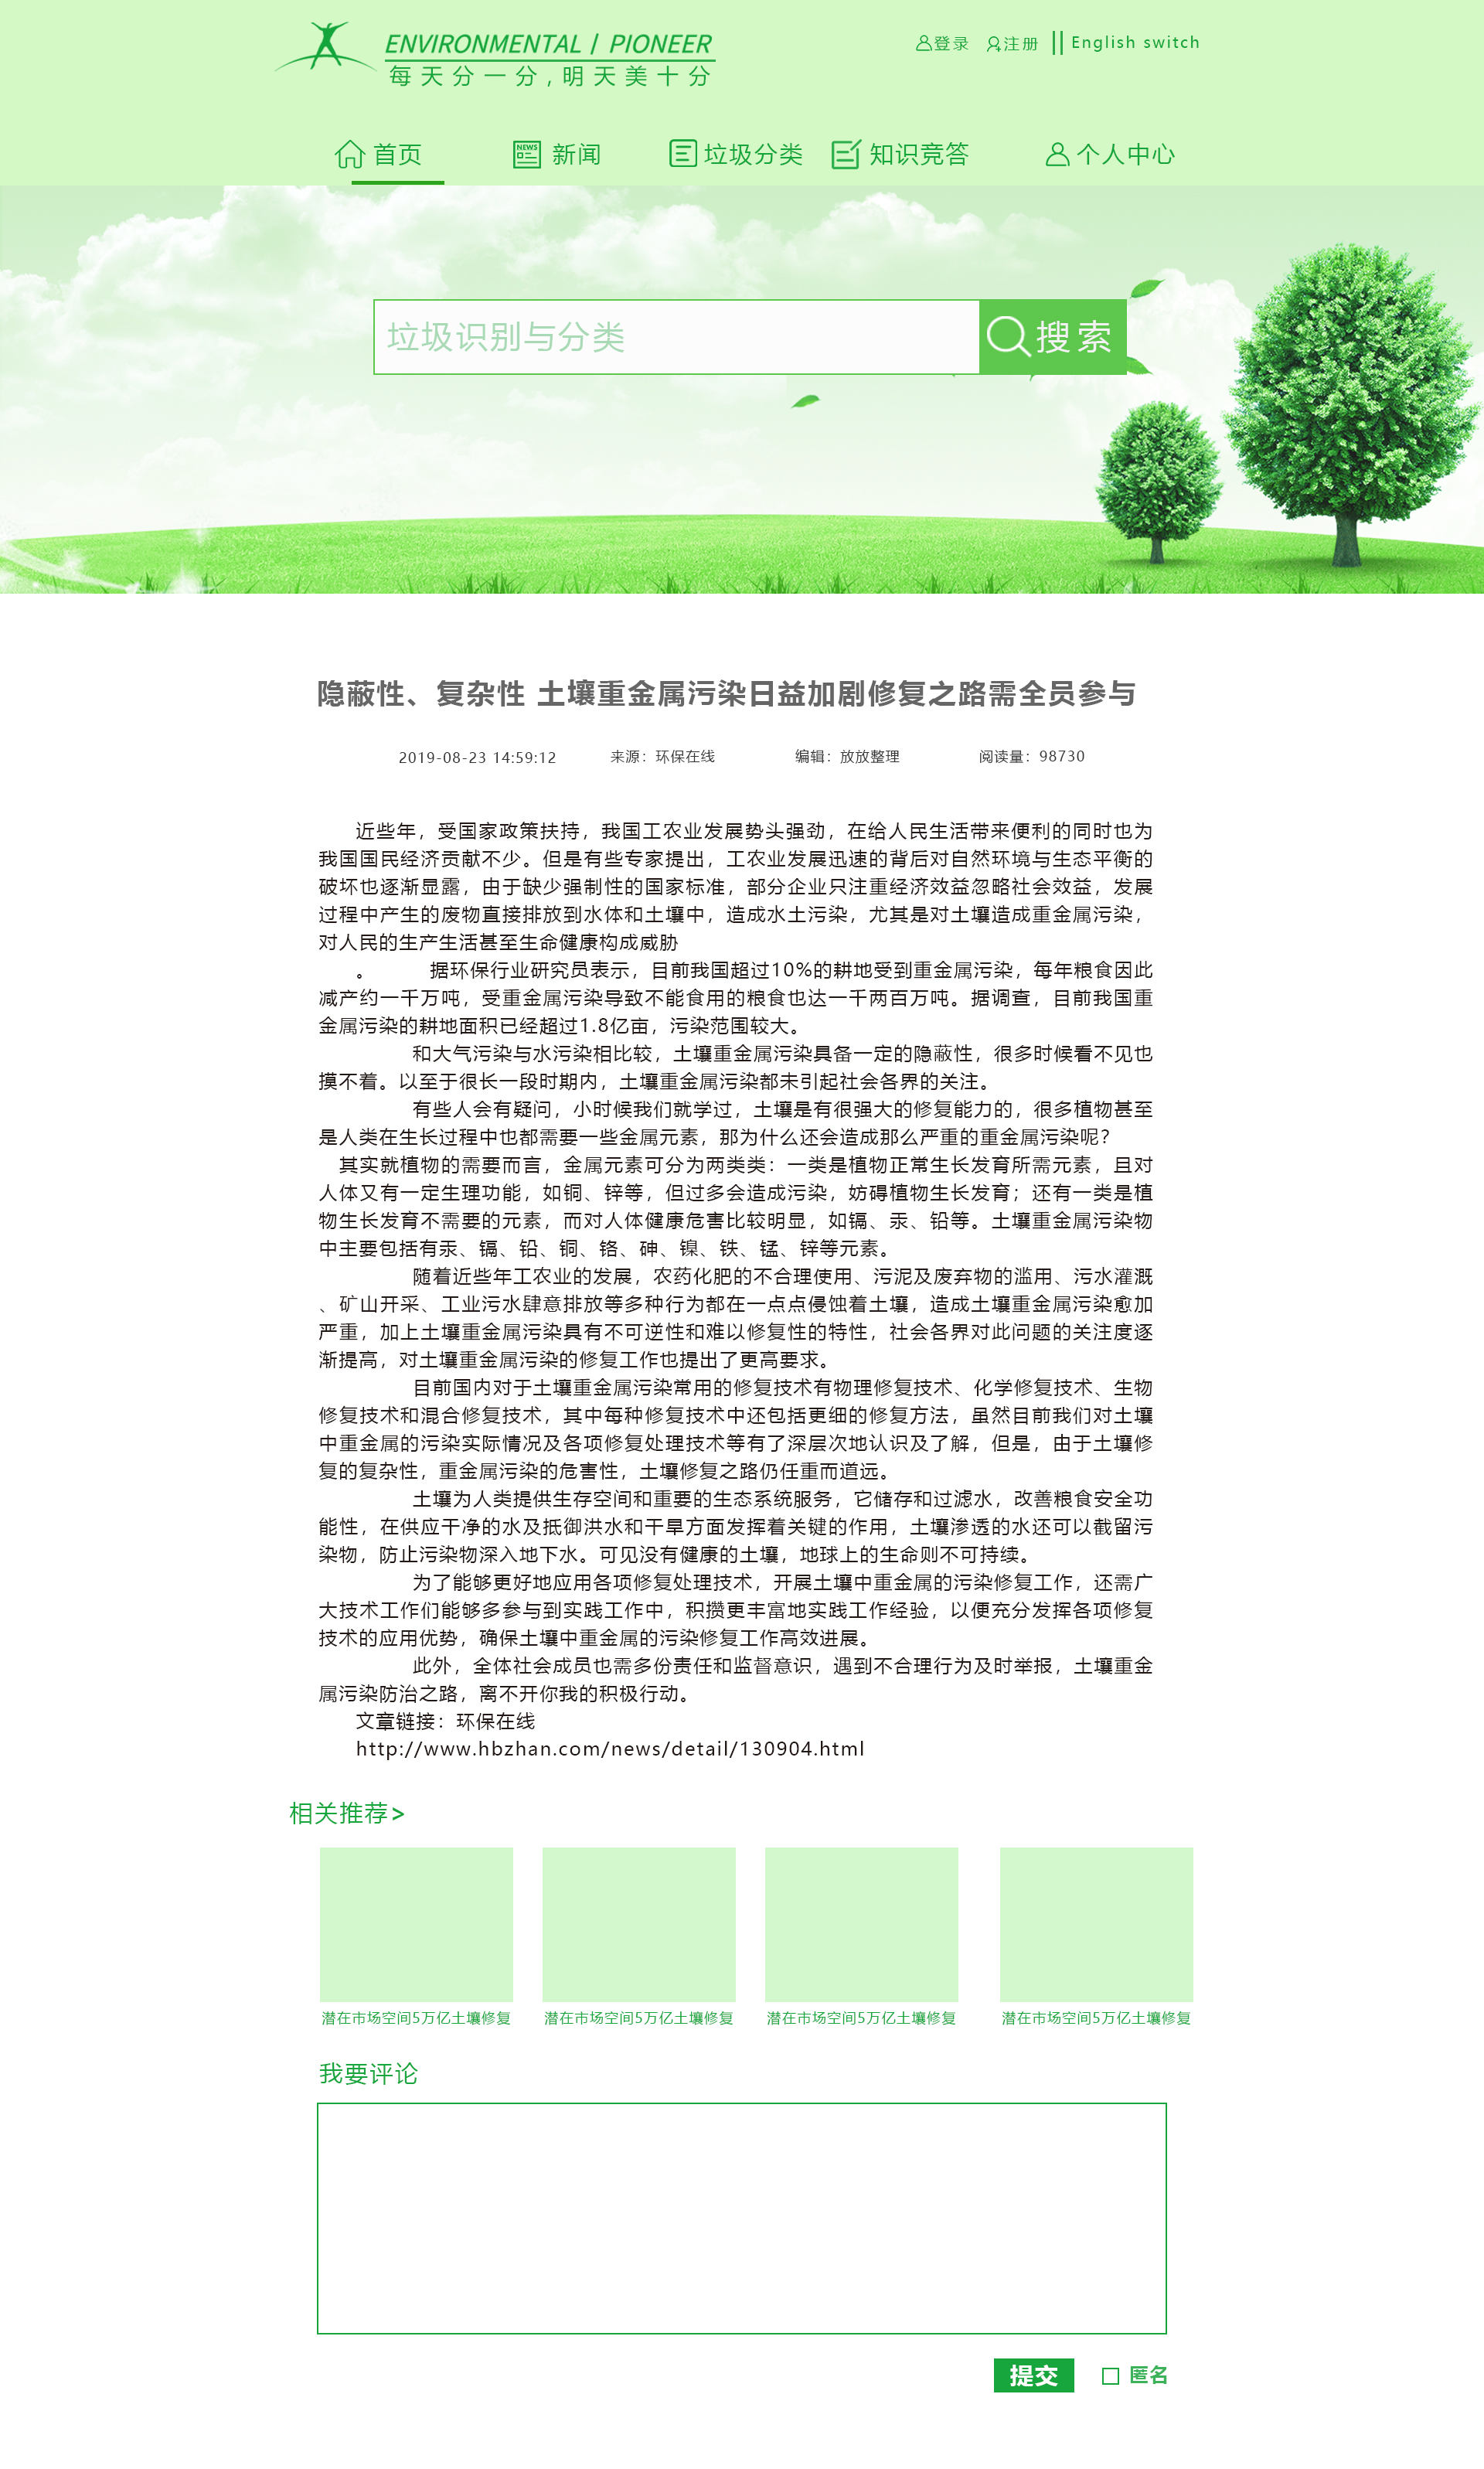 ENVIRONMENTAL / PIONEER
每天分一分,明天美十分
登录 注册 English switch
首页 NEWS 新闻 垃圾分类 知识竞答 个人中心
垃圾识别与分类 搜索
隐蔽性、复杂性 土壤重金属污染日益加剧修复之路需全员参与
2019-08-23 14:59:12 来源：环保在线 编辑：放放整理 阅读量：98730
近些年，受国家政策扶持，我国工农业发展势头强劲，在给人民生活带来便利的同时也为
我国国民经济贡献不少。但是有些专家提出，工农业发展迅速的背后对自然环境与生态平衡的
破坏也逐渐显露，由于缺少强制性的国家标准，部分企业只注重经济效益忽略社会效益，发展
过程中产生的废物直接排放到水体和土壤中，造成水土污染，尤其是对土壤造成重金属污染，
对人民的生产生活甚至生命健康构成威胁
。 据环保行业研究员表示，目前我国超过10%的耕地受到重金属污染，每年粮食因此
减产约一千万吨，受重金属污染导致不能食用的粮食也达一千两百万吨。据调查，目前我国重
金属污染的耕地面积已经超过1.8亿亩，污染范围较大。
和大气污染与水污染相比较，土壤重金属污染具备一定的隐蔽性，很多时候看不见也
摸不着。以至于很长一段时期内，土壤重金属污染都未引起社会各界的关注。
有些人会有疑问，小时候我们就学过，土壤是有很强大的修复能力的，很多植物甚至
是人类在生长过程中也都需要一些金属元素，那为什么还会造成那么严重的重金属污染呢？
其实就植物的需要而言，金属元素可分为两类类：一类是植物正常生长发育所需元素，且对
人体又有一定生理功能，如铜、锌等，但过多会造成污染，妨碍植物生长发育；还有一类是植
物生长发育不需要的元素，而对人体健康危害比较明显，如镉、汞、铅等。土壤重金属污染物
中主要包括有汞、镉、铅、铜、铬、砷、镍、铁、锰、锌等元素。
随着近些年工农业的发展，农药化肥的不合理使用、污泥及废弃物的滥用、污水灌溉
、矿山开采、工业污水肆意排放等多种行为都在一点点侵蚀着土壤，造成土壤重金属污染愈加
严重，加上土壤重金属污染具有不可逆性和难以修复性的特性，社会各界对此问题的关注度逐
渐提高，对土壤重金属污染的修复工作也提出了更高要求。
目前国内对于土壤重金属污染常用的修复技术有物理修复技术、化学修复技术、生物
修复技术和混合修复技术，其中每种修复技术中还包括更细的修复方法，虽然目前我们对土壤
中重金属的污染实际情况及各项修复处理技术等有了深层次地认识及了解，但是，由于土壤修
复的复杂性，重金属污染的危害性，土壤修复之路仍任重而道远。
土壤为人类提供生存空间和重要的生态系统服务，它储存和过滤水，改善粮食安全功
能性，在供应干净的水及抵御洪水和干旱方面发挥着关键的作用，土壤渗透的水还可以截留污
染物，防止污染物深入地下水。可见没有健康的土壤，地球上的生命则不可持续。
为了能够更好地应用各项修复处理技术，开展土壤中重金属的污染修复工作，还需广
大技术工作们能够多参与到实践工作中，积攒更丰富地实践工作经验，以便充分发挥各项修复
技术的应用优势，确保土壤中重金属的污染修复工作高效进展。
此外，全体社会成员也需多份责任和监督意识，遇到不合理行为及时举报，土壤重金
属污染防治之路，离不开你我的积极行动。
文章链接：环保在线
http://www.hbzhan.com/news/detail/130904.html
相关推荐>
潜在市场空间5万亿土壤修复 潜在市场空间5万亿土壤修复 潜在市场空间5万亿土壤修复 潜在市场空间5万亿土壤修复
我要评论
提交 匿名